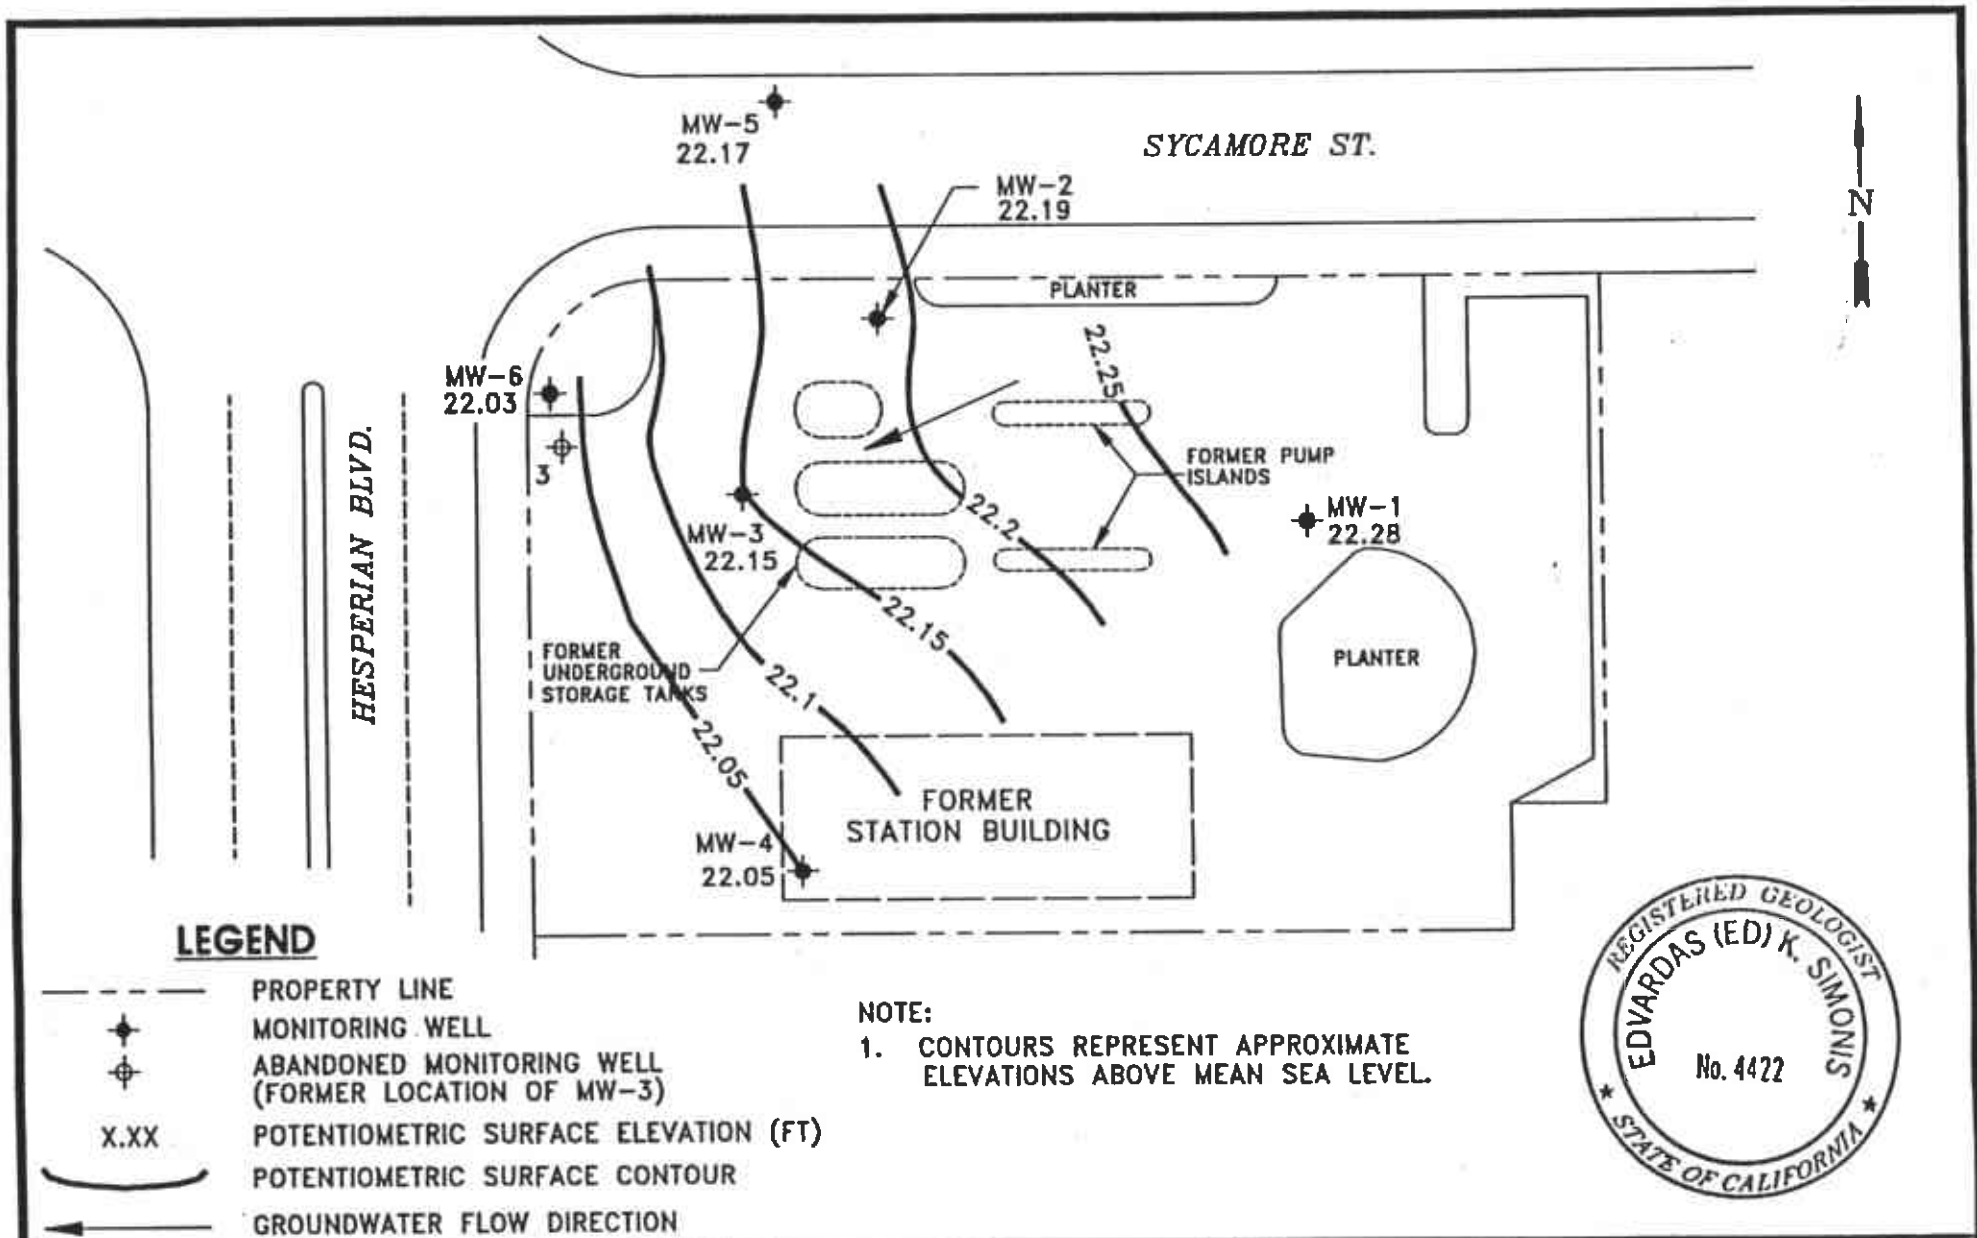 MW-5
22.17
SYCAMORE ST.
MW-2
22.19
N
PLANTER
22.25
MW-6
22.03
3
HESPERIAN BLVD.
FORMER PUMP
ISLANDS
MW-1
22.28
22.2
MW-3
22.15
22.15
FORMER
UNDERGROUND
STORAGE TANKS
PLANTER
22.1
22.05
FORMER
STATION BUILDING
MW-4
22.05
LEGEND
PROPERTY LINE
MONITORING WELL
ABANDONED MONITORING WELL
(FORMER LOCATION OF MW-3)
X.XX POTENTIOMETRIC SURFACE ELEVATION (FT)
POTENTIOMETRIC SURFACE CONTOUR
GROUNDWATER FLOW DIRECTION
NOTE:
1. CONTOURS REPRESENT APPROXIMATE
ELEVATIONS ABOVE MEAN SEA LEVEL.
REGISTERED GEOLOGIST
EDVARDAS (ED) K. SIMONIS
No. 4422
★ STATE OF CALIFORNIA ★